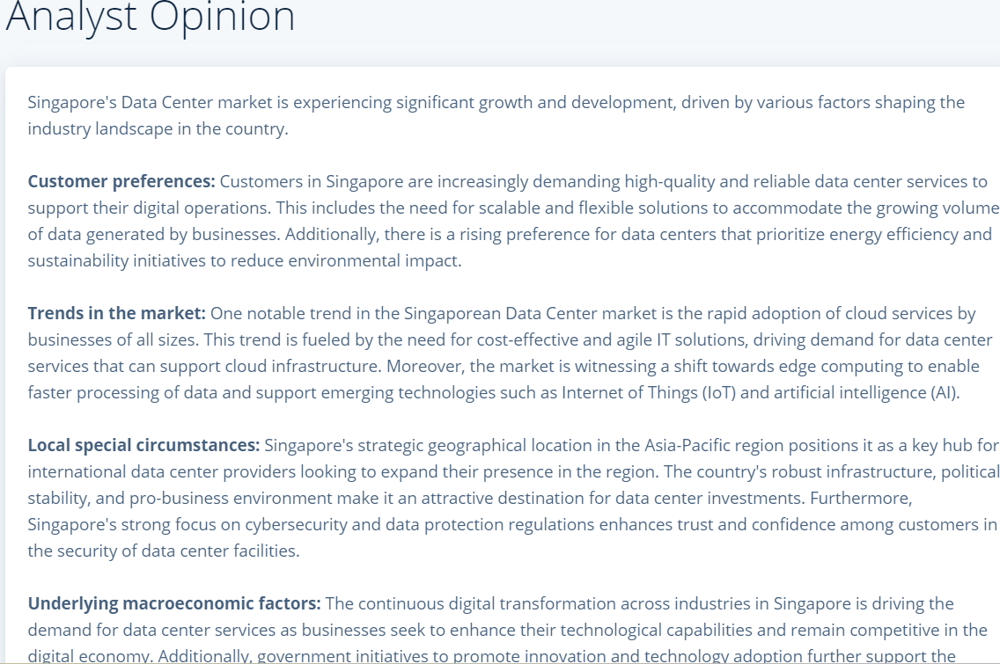 Analyst Opinion
Singapore's Data Center market is experiencing significant growth and development, driven by various factors shaping the
industry landscape in the country.
Customer preferences: Customers in Singapore are increasingly demanding high-quality and reliable data center services to
support their digital operations. This includes the need for scalable and flexible solutions to accommodate the growing volume
of data generated by businesses. Additionally, there is a rising preference for data centers that prioritize energy efficiency and
sustainability initiatives to reduce environmental impact.
Trends in the market: One notable trend in the Singaporean Data Center market is the rapid adoption of cloud services by
businesses of all sizes. This trend is fueled by the need for cost-effective and agile IT solutions, driving demand for data center
services that can support cloud infrastructure. Moreover, the market is witnessing a shift towards edge computing to enable
faster processing of data and support emerging technologies such as Internet of Things (IoT) and artificial intelligence (AI).
Local special circumstances: Singapore's strategic geographical location in the Asia-Pacific region positions it as a key hub for
international data center providers looking to expand their presence in the region. The country's robust infrastructure, political
stability, and pro-business environment make it an attractive destination for data center investments. Furthermore,
Singapore's strong focus on cybersecurity and data protection regulations enhances trust and confidence among customers in
the security of data center facilities.
Underlying macroeconomic factors: The continuous digital transformation across industries in Singapore is driving the
demand for data center services as businesses seek to enhance their technological capabilities and remain competitive in the
digital economy. Additionally, government initiatives to promote innovation and technology adoption further support the